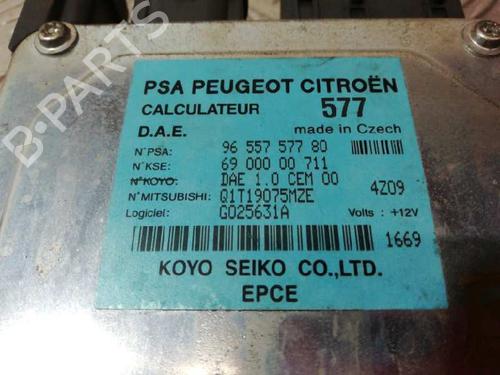 B-PARTS
PSA PEUGEOT CITROËN
CALCULATEUR 577
D.A.E. made in Czech
N°PSA: 96 557 577 80
N°KSE: 69 000 00 711
N°KOYO: DAE 1.0 CEM 00 4Z09
N°MITSUBISHI: Q1T19075MZE
Logiciel: G025631A Volts : +12V
1669
KOYO SEIKO CO.,LTD.
EPCE